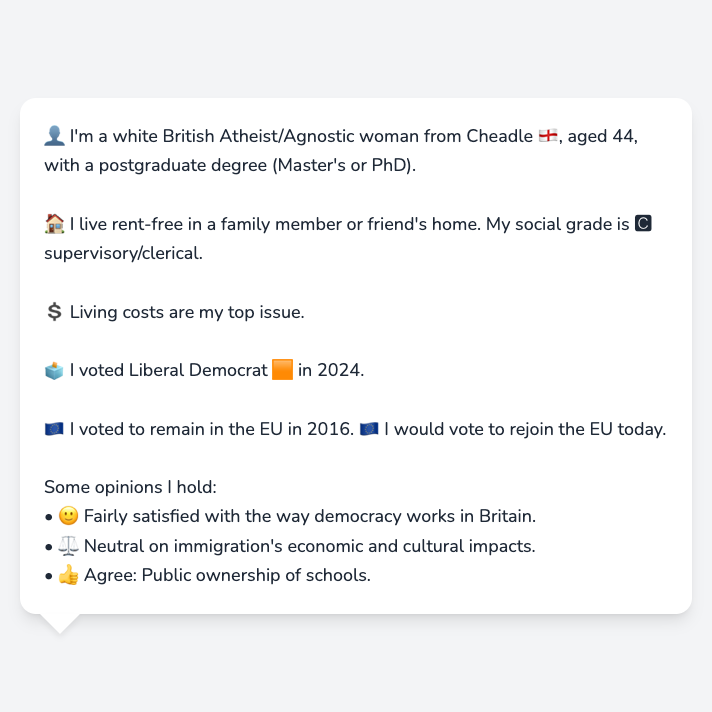 👤 I'm a white British Atheist/Agnostic woman from Cheadle 🏴󠁧󠁢󠁥󠁮󠁧󠁿, aged 44,
with a postgraduate degree (Master's or PhD).
🏠 I live rent-free in a family member or friend's home. My social grade is 🅲
supervisory/clerical.
💲 Living costs are my top issue.
🗳️ I voted Liberal Democrat 🟧 in 2024.
🇪🇺 I voted to remain in the EU in 2016. 🇪🇺 I would vote to rejoin the EU today.
Some opinions I hold:
• 🙂 Fairly satisfied with the way democracy works in Britain.
• ⚖️ Neutral on immigration's economic and cultural impacts.
• 👍 Agree: Public ownership of schools.